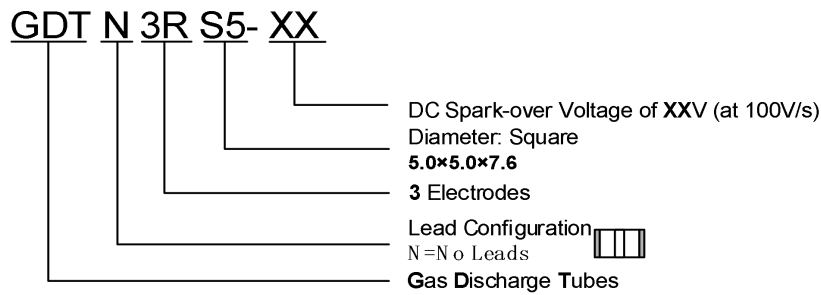 GDT N 3R S5- XX
DC Spark-over Voltage of XXV (at 100V/s)
Diameter: Square
5.0×5.0×7.6
3 Electrodes
Lead Configuration
N=No Leads
Gas Discharge Tubes